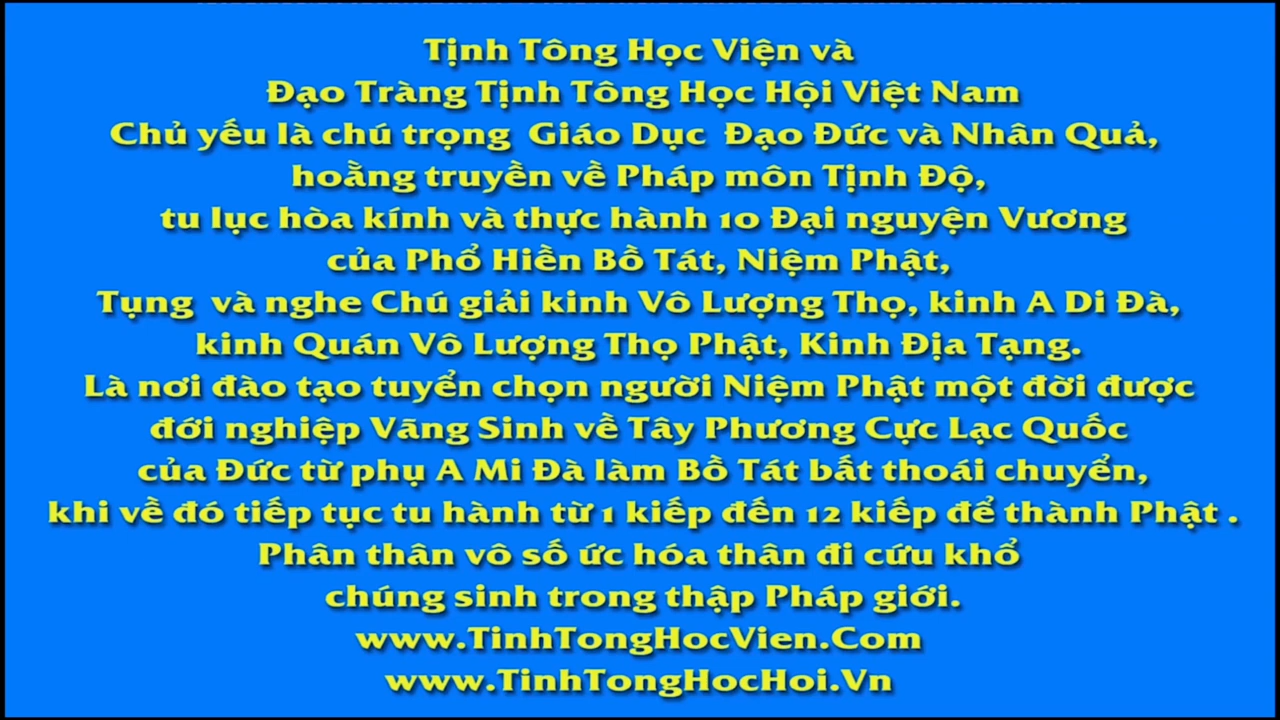 Tịnh Tông Học Viện và
Đạo Tràng Tịnh Tông Học Hội Việt Nam
Chủ yếu là chú trọng Giáo Dục Đạo Đức và Nhân Quả,
hoằng truyền về Pháp môn Tịnh Độ,
tu lục hòa kính và thực hành 10 Đại nguyện Vương
của Phổ Hiền Bồ Tát, Niệm Phật,
Tụng và nghe Chú giải kinh Vô Lượng Thọ, kinh A Di Đà,
kinh Quán Vô Lượng Thọ Phật, Kinh Địa Tạng.
Là nơi đào tạo tuyển chọn người Niệm Phật một đời được
đới nghiệp Vãng Sinh về Tây Phương Cực Lạc Quốc
của Đức từ phụ A Mi Đà làm Bồ Tát bất thoái chuyển,
khi về đó tiếp tục tu hành từ 1 kiếp đến 12 kiếp để thành Phật .
Phân thân vô số ức hóa thân đi cứu khổ
chúng sinh trong thập Pháp giới.
www.TinhTongHocVien.Com
www.TinhTongHocHoi.Vn